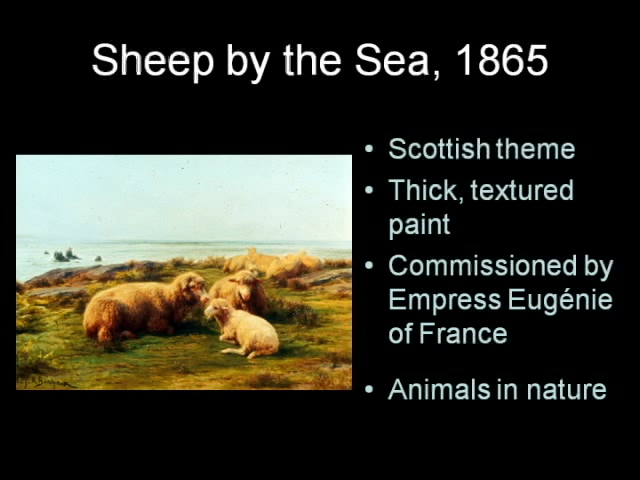 Sheep by the Sea, 1865
• Scottish theme
• Thick, textured
paint
• Commissioned by
Empress Eugénie
of France
• Animals in nature